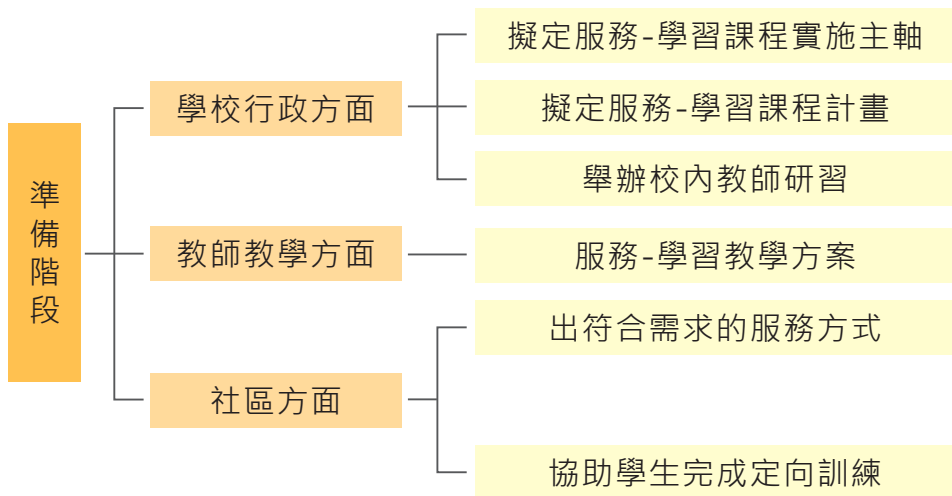 準備階段
學校行政方面
擬定服務-學習課程實施主軸
擬定服務-學習課程計畫
舉辦校內教師研習
教師教學方面
服務-學習教學方案
社區方面
出符合需求的服務方式
協助學生完成定向訓練